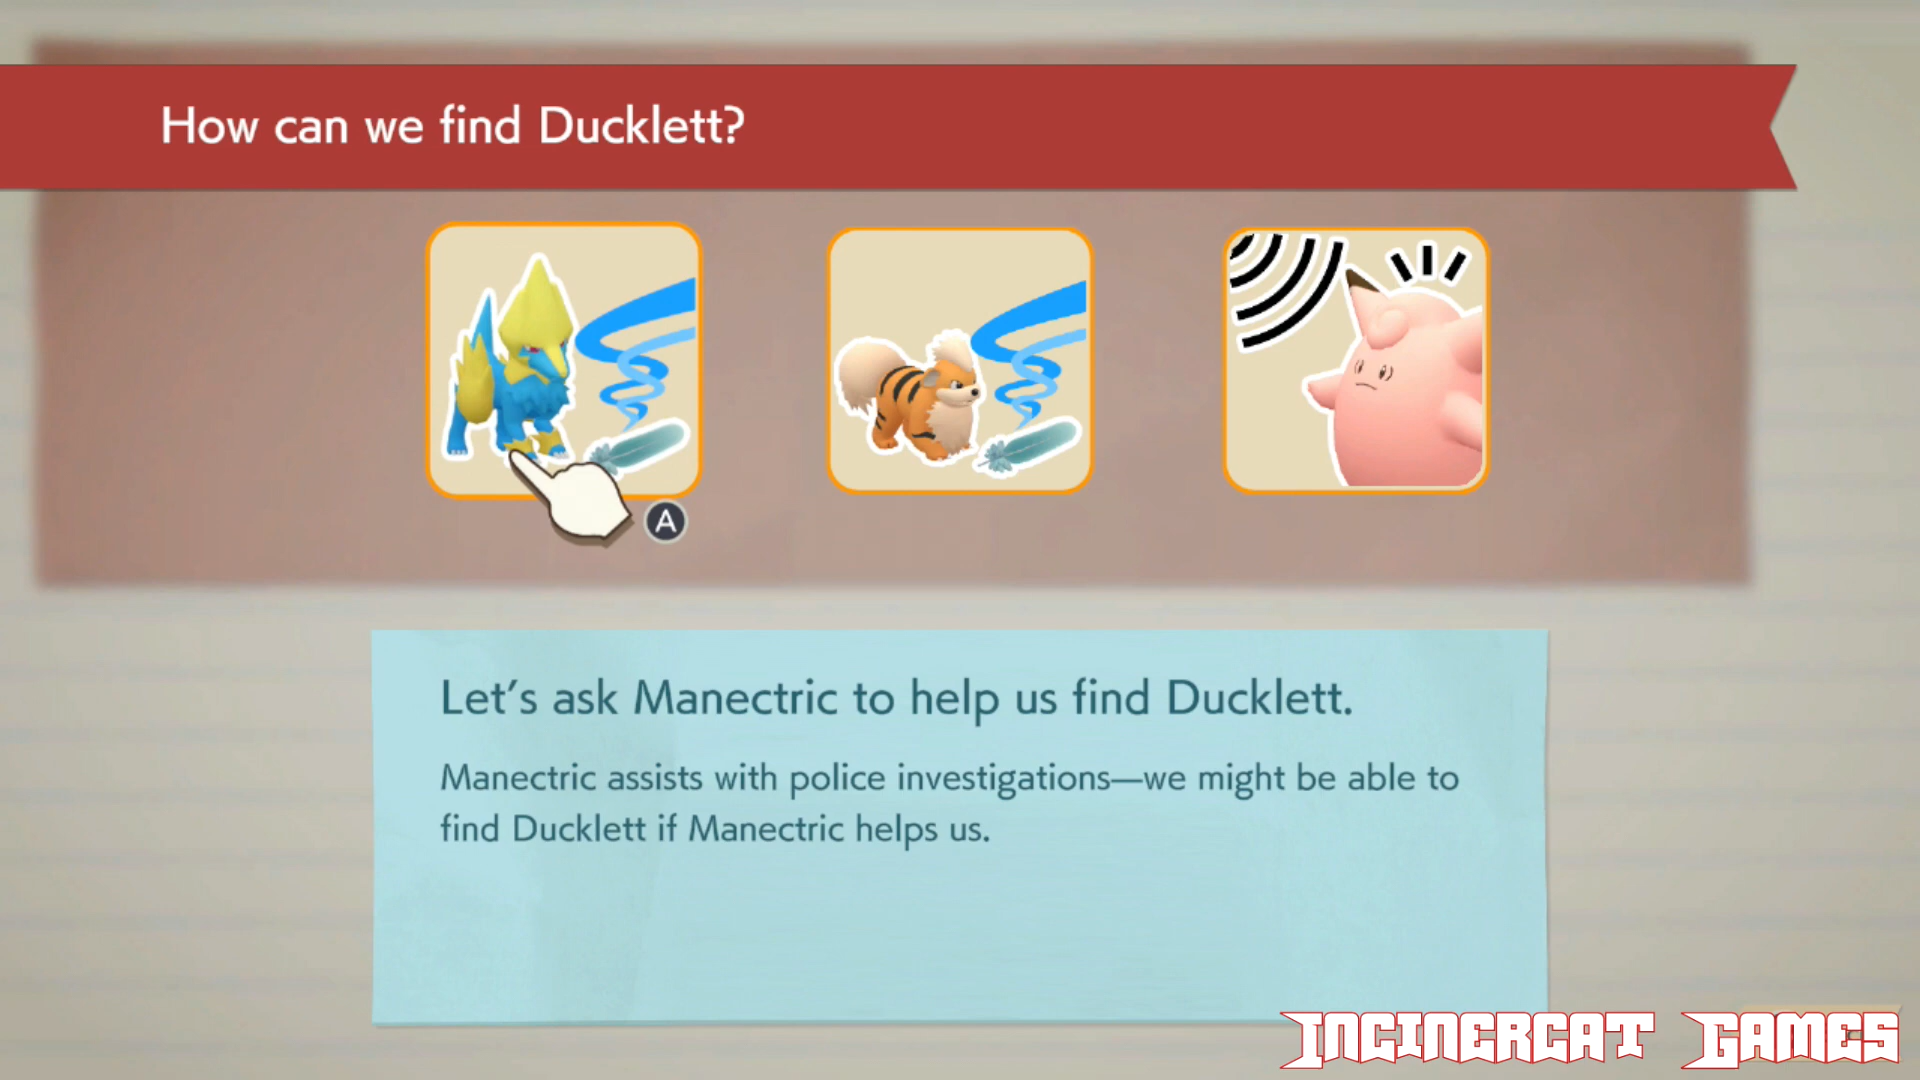 How can we find Ducklett?
A
Let's ask Manectric to help us find Ducklett.
Manectric assists with police investigations—we might be able to
find Ducklett if Manectric helps us.
INCINERCAT GAMES